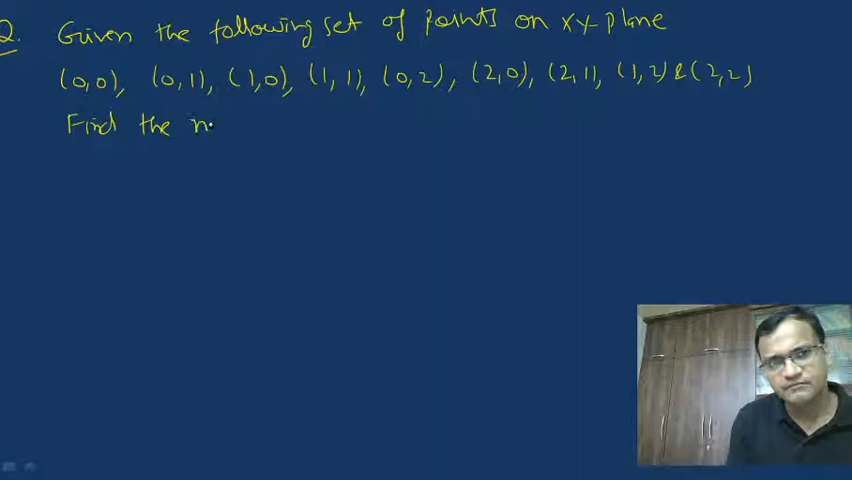 Q. Given the following set of points on XY-Plane
(0,0), (0,1), (1,0), (1,1), (0,2), (2,0), (2,1), (1,2) & (2,2)
Find the n